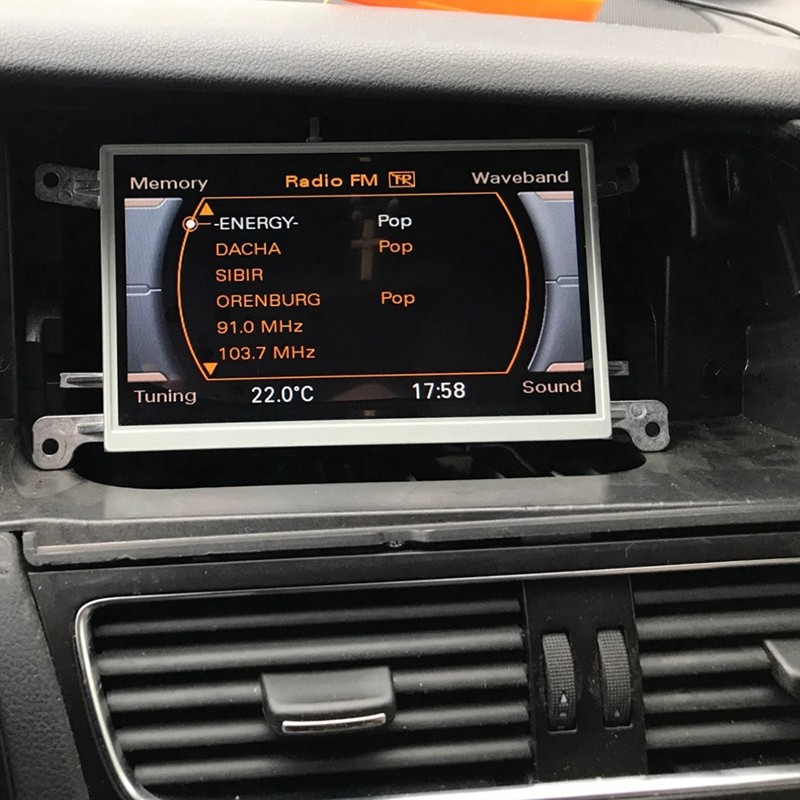 Memory Radio FM TP Waveband
-ENERGY- Pop
DACHA Pop
SIBIR
ORENBURG Pop
91.0 MHz
103.7 MHz
Tuning 22.0°C 17:58 Sound